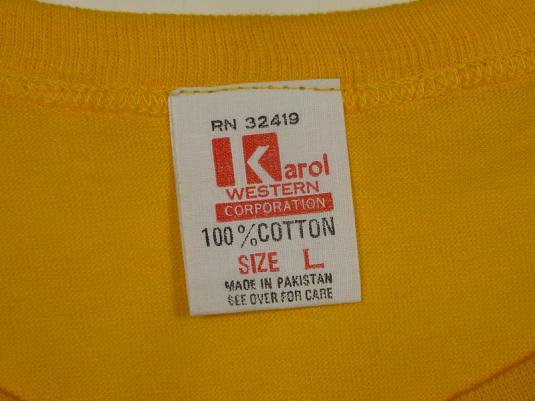 RN 32419
Karol
WESTERN
CORPORATION
100% COTTON
SIZE L
MADE IN PAKISTAN
SEE OVER FOR CARE